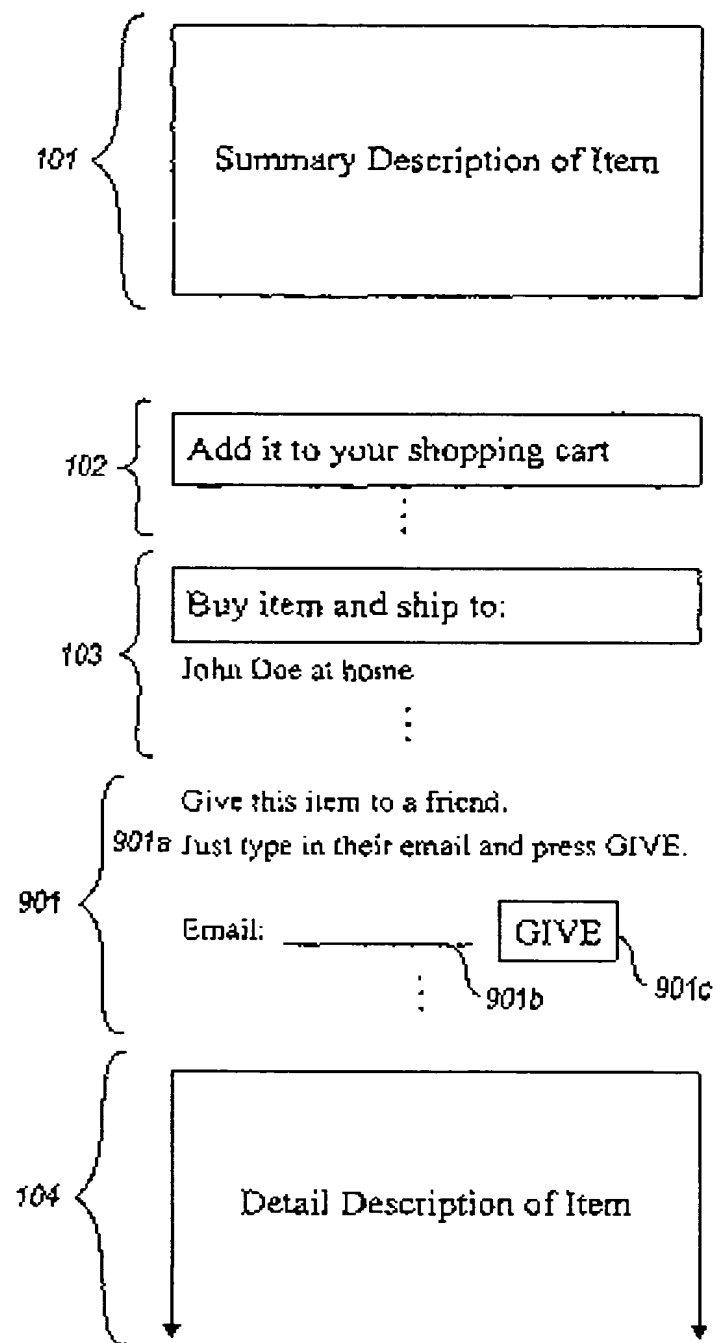 101
Summary Description of Item
102
Add it to your shopping cart
103
Buy item and ship to:
John Doe at home
901
Give this item to a friend.
901a Just type in their email and press GIVE.
Email: GIVE
901b
901c
104
Detail Description of Item